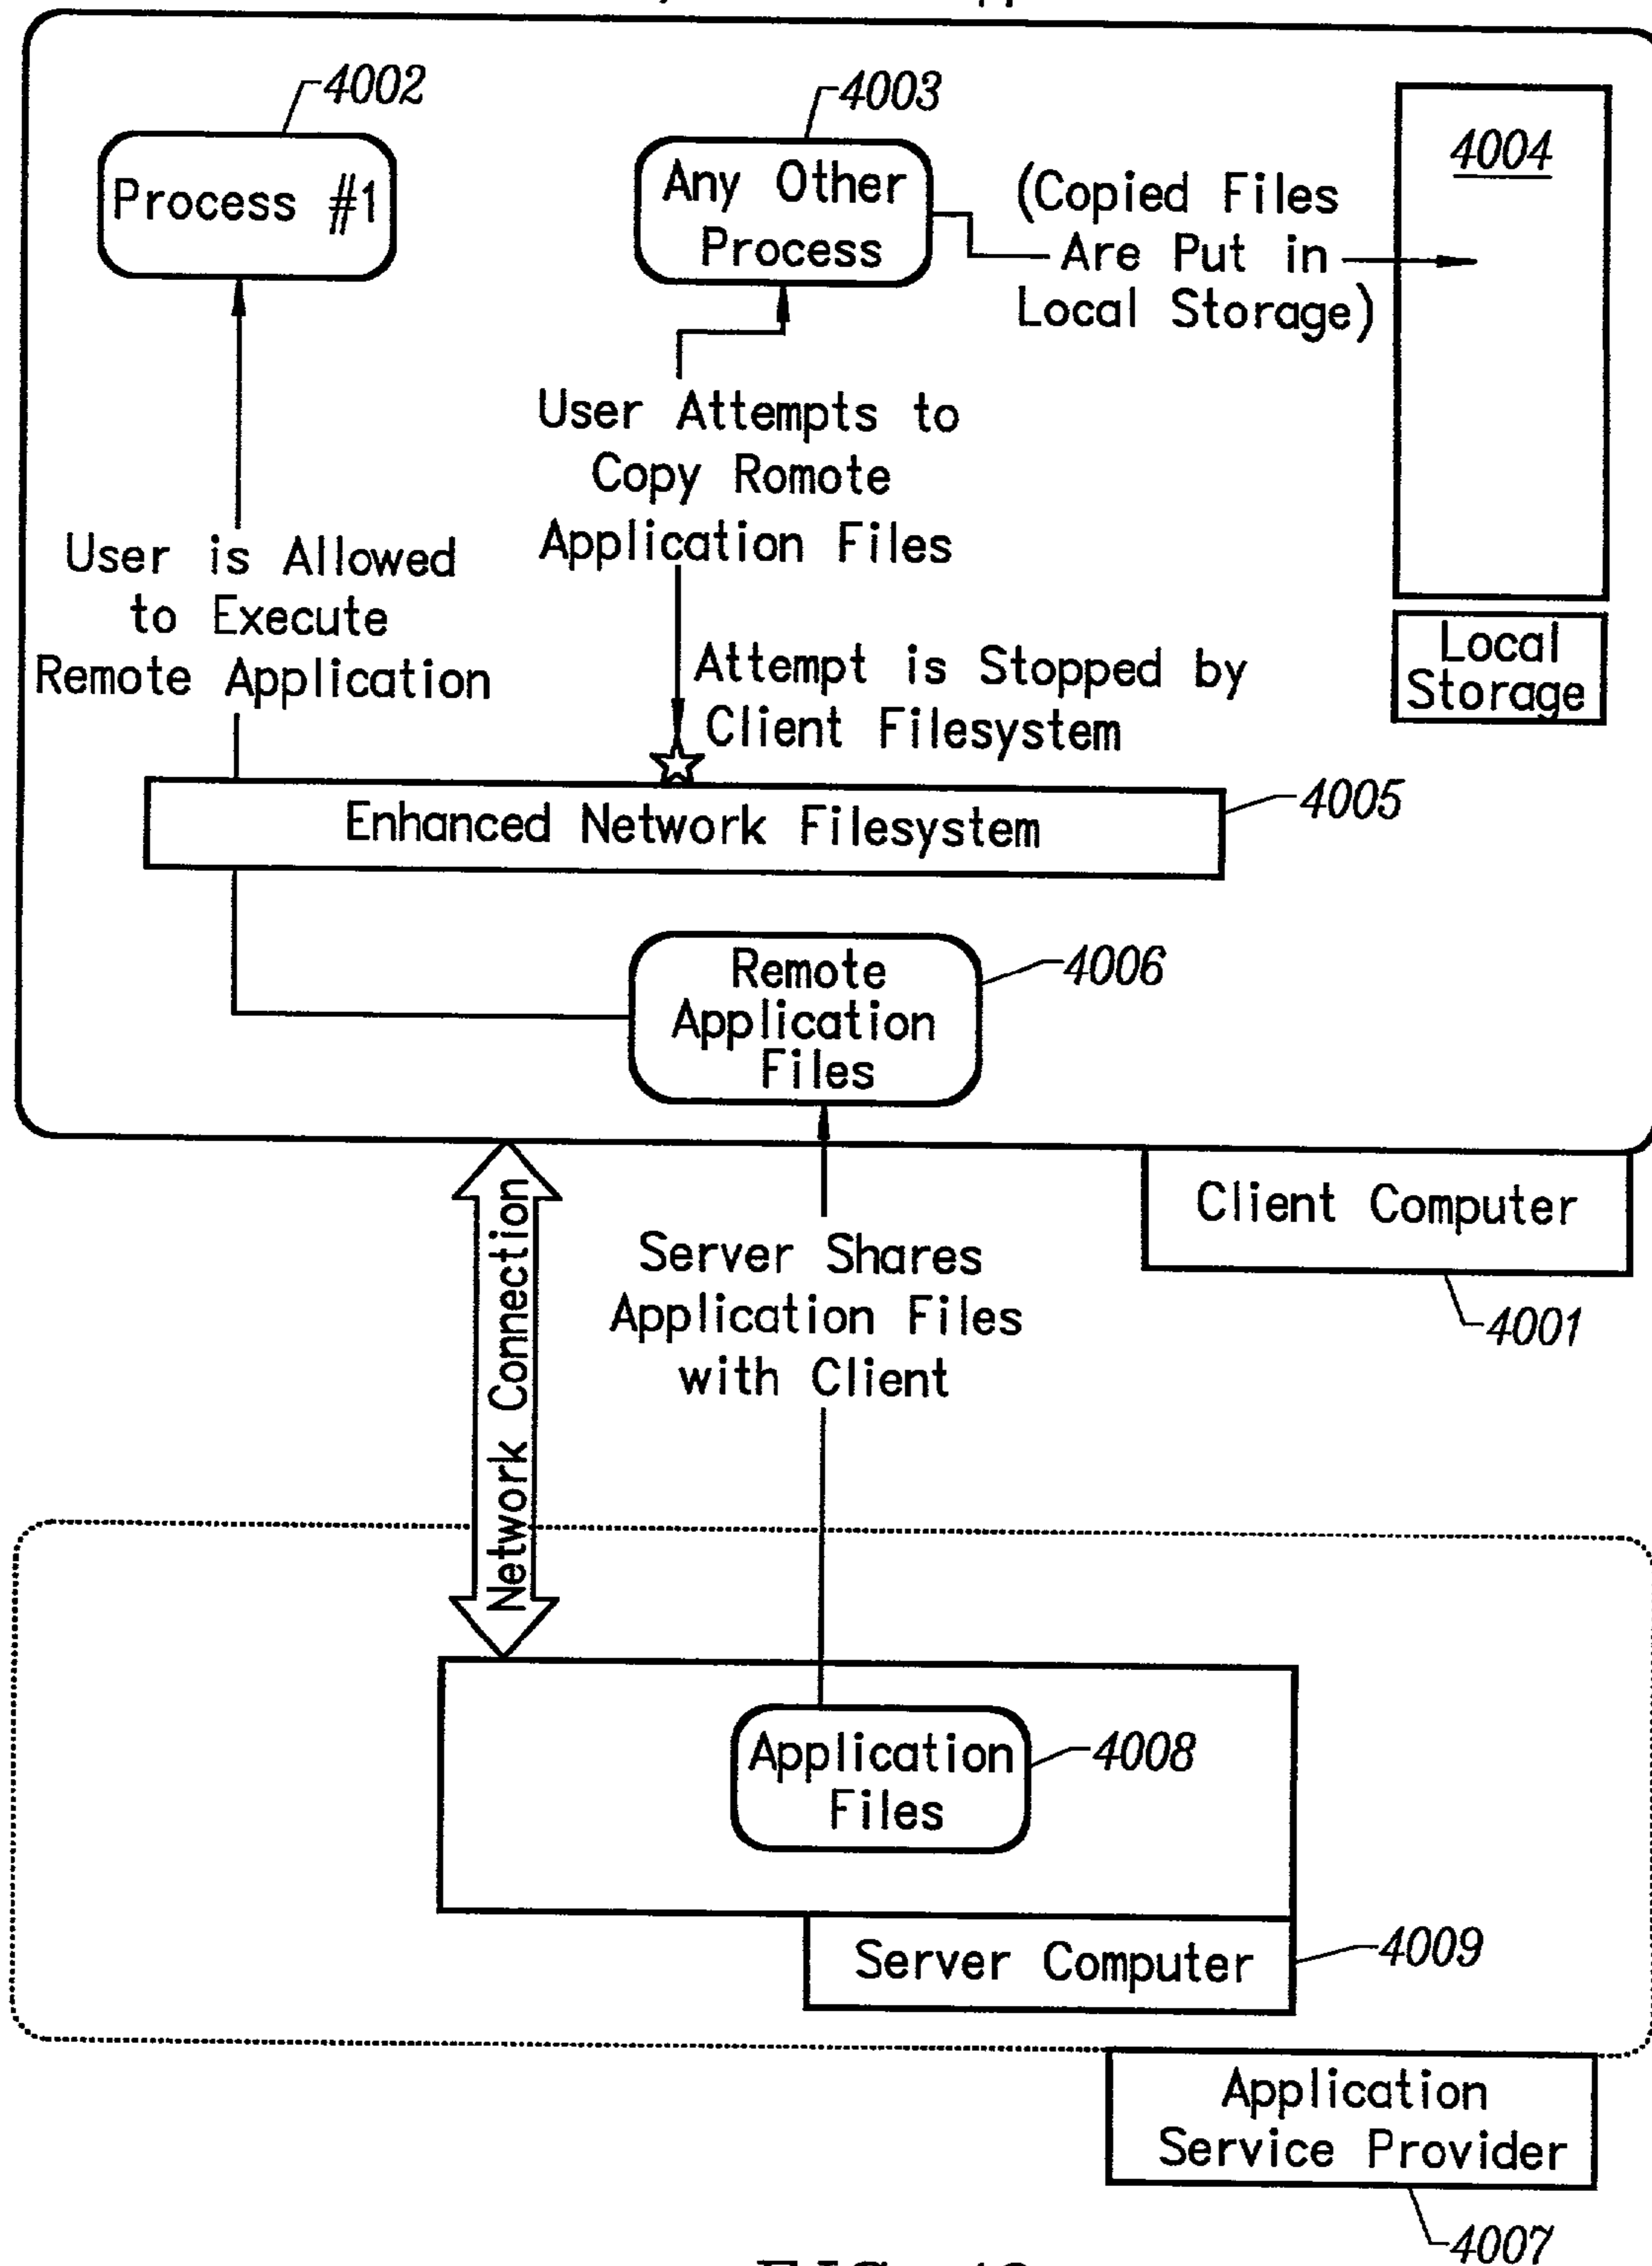 4002
4003
4004
Process #1
Any Other
Process
(Copied Files
Are Put in
Local Storage)
User Attempts to
Copy Romote
Application Files
User is Allowed
to Execute
Remote Application
Attempt is Stopped by
Client Filesystem
Local
Storage
Enhanced Network Filesystem
4005
Remote
Application
Files
4006
Client Computer
4001
Network Connection
Server Shares
Application Files
with Client
Application
Files
4008
Server Computer
4009
Application
Service Provider
4007